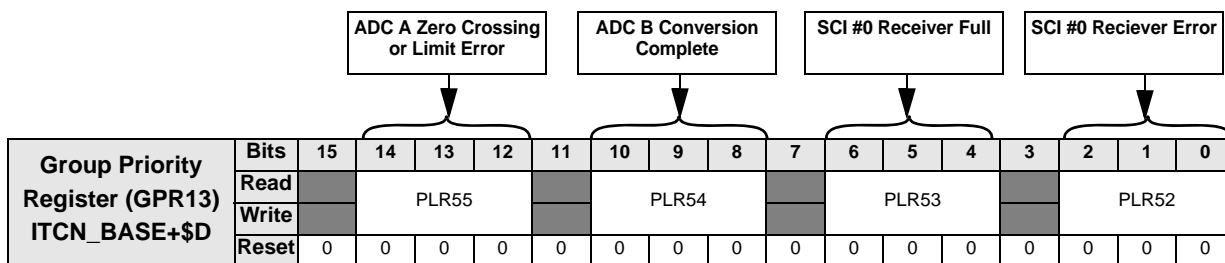 ADC A Zero Crossing
or Limit Error
ADC B Conversion
Complete
SCI #0 Receiver Full
SCI #0 Reciever Error
Group Priority
Register (GPR13)
ITCN_BASE+$D
Bits 15 14 13 12 11 10 9 8 7 6 5 4 3 2 1 0
Read
Write
PLR55 PLR54 PLR53 PLR52
Reset 0 0 0 0 0 0 0 0 0 0 0 0 0 0 0 0